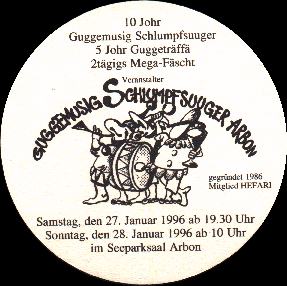 10 Johr
Guggemusig Schlumpfsuuger
5 Johr Guggeträffä
2tägigs Mega-Fäscht
Veranstalter
GUGGEMUSIG SCHLUMPFSUUGER ARBON
gegründet 1986
Mitglied HEFARI
Samstag, den 27. Januar 1996 ab 19.30 Uhr
Sonntag, den 28. Januar 1996 ab 10 Uhr
im Seeparksaal Arbon